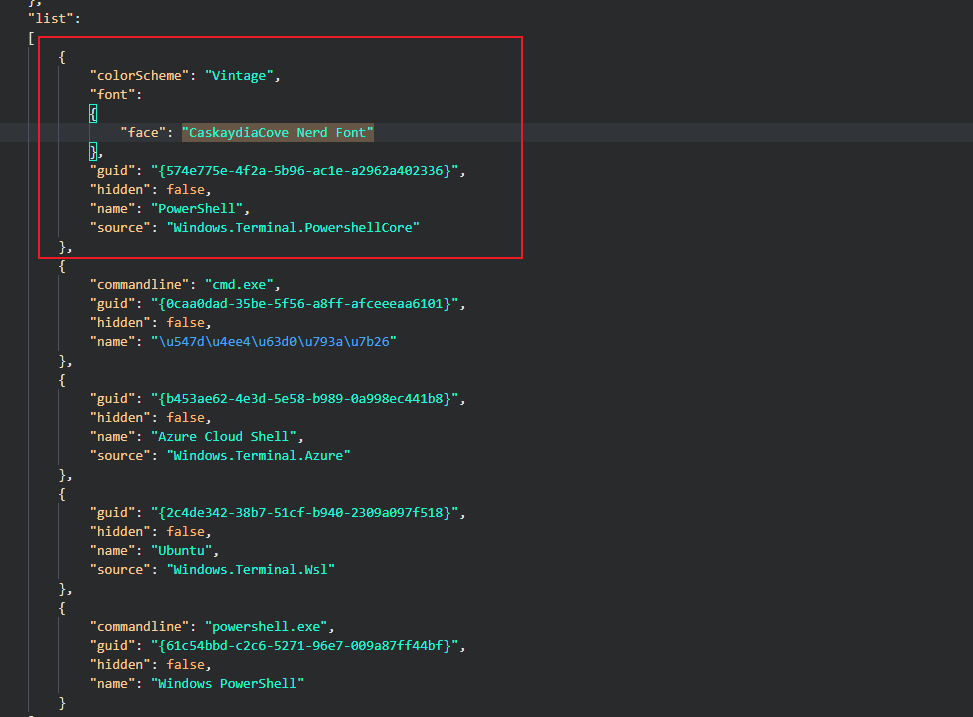 },
"list":
[
{
"colorScheme": "Vintage",
"font":
{
"face": "CaskaydiaCove Nerd Font"
},
"guid": "{574e775e-4f2a-5b96-ac1e-a2962a402336}",
"hidden": false,
"name": "PowerShell",
"source": "Windows.Terminal.PowershellCore"
},
{
"commandline": "cmd.exe",
"guid": "{0caa0dad-35be-5f56-a8ff-afceeeaa6101}",
"hidden": false,
"name": "\u547d\u4ee4\u63d0\u793a\u7b26"
},
{
"guid": "{b453ae62-4e3d-5e58-b989-0a998ec441b8}",
"hidden": false,
"name": "Azure Cloud Shell",
"source": "Windows.Terminal.Azure"
},
{
"guid": "{2c4de342-38b7-51cf-b940-2309a097f518}",
"hidden": false,
"name": "Ubuntu",
"source": "Windows.Terminal.Wsl"
},
{
"commandline": "powershell.exe",
"guid": "{61c54bbd-c2c6-5271-96e7-009a87ff44bf}",
"hidden": false,
"name": "Windows PowerShell"
}